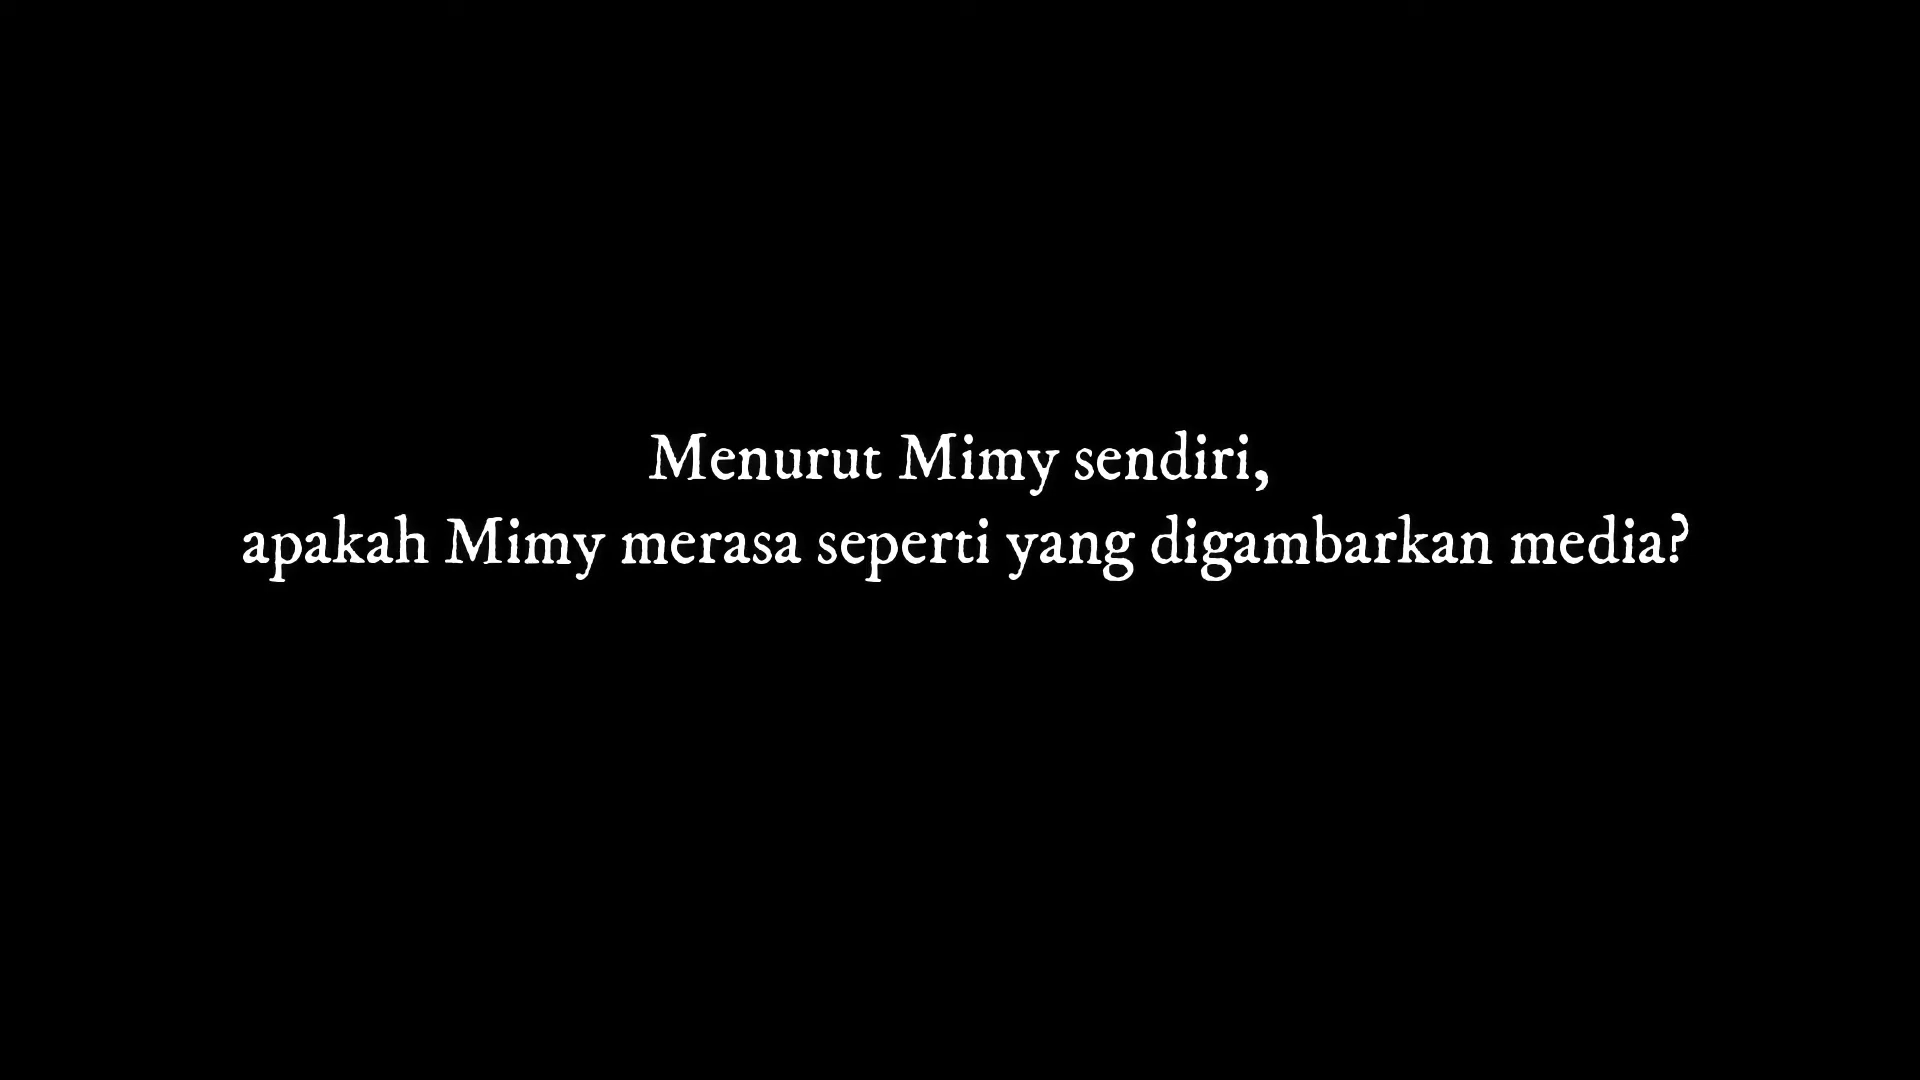 Menurut Mimy sendiri,
apakah Mimy merasa seperti yang digambarkan media?